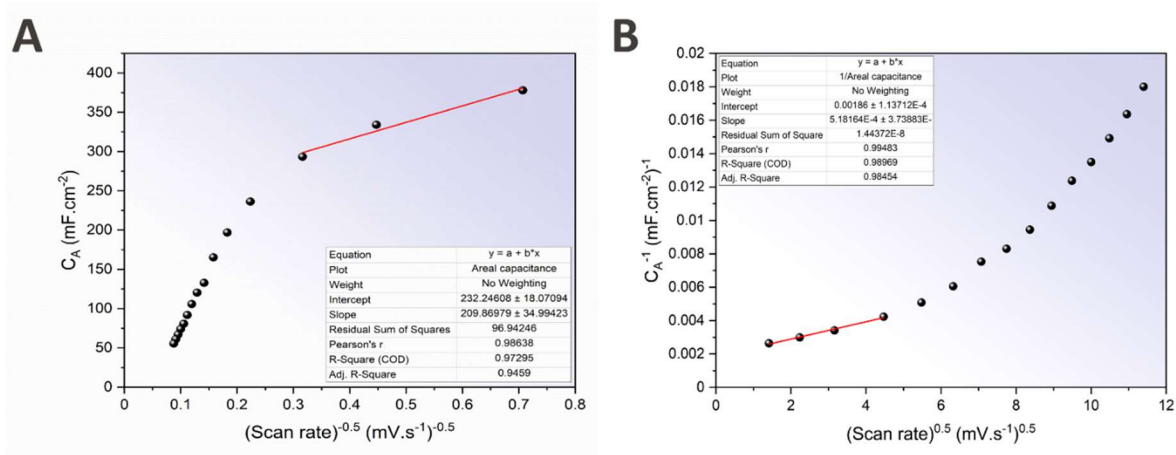 A
B
400
350
300
250
200
150
100
50
0
C_A (mF.cm⁻²)
Equation y = a + b*x
Plot Areal capacitance
Weight No Weighting
Intercept 232.24608 ± 18.07094
Slope 209.86979 ± 34.99423
Residual Sum of Squares 96.94246
Pearson's r 0.98638
R-Square (COD) 0.97295
Adj. R-Square 0.9459
0 0.1 0.2 0.3 0.4 0.5 0.6 0.7 0.8
(Scan rate)⁻⁰·⁵ (mV.s⁻¹)⁻⁰·⁵
0.02
0.018
0.016
0.014
0.012
0.01
0.008
0.006
0.004
0.002
0
C_A⁻¹ (mF.cm⁻²)⁻¹
Equation y = a + b*x
Plot 1/Areal capacitance
Weight No Weighting
Intercept 0.00186 ± 1.13712E-4
Slope 5.18164E-4 ± 3.73883E-
Residual Sum of Square 1.44372E-8
Pearson's r 0.99483
R-Square (COD) 0.98969
Adj. R-Square 0.98454
0 2 4 6 8 10 12
(Scan rate)⁰·⁵ (mV.s⁻¹)⁰·⁵